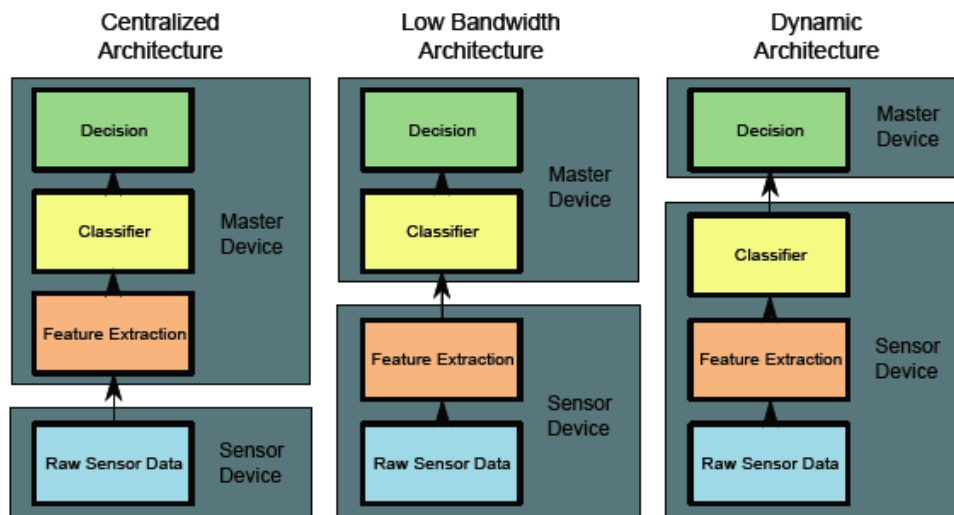 Centralized
Architecture
Decision
Classifier
Master
Device
Feature Extraction
Raw Sensor Data
Sensor
Device
Low Bandwidth
Architecture
Decision
Master
Device
Classifier
Feature Extraction
Sensor
Device
Raw Sensor Data
Dynamic
Architecture
Decision
Master
Device
Classifier
Feature Extraction
Sensor
Device
Raw Sensor Data